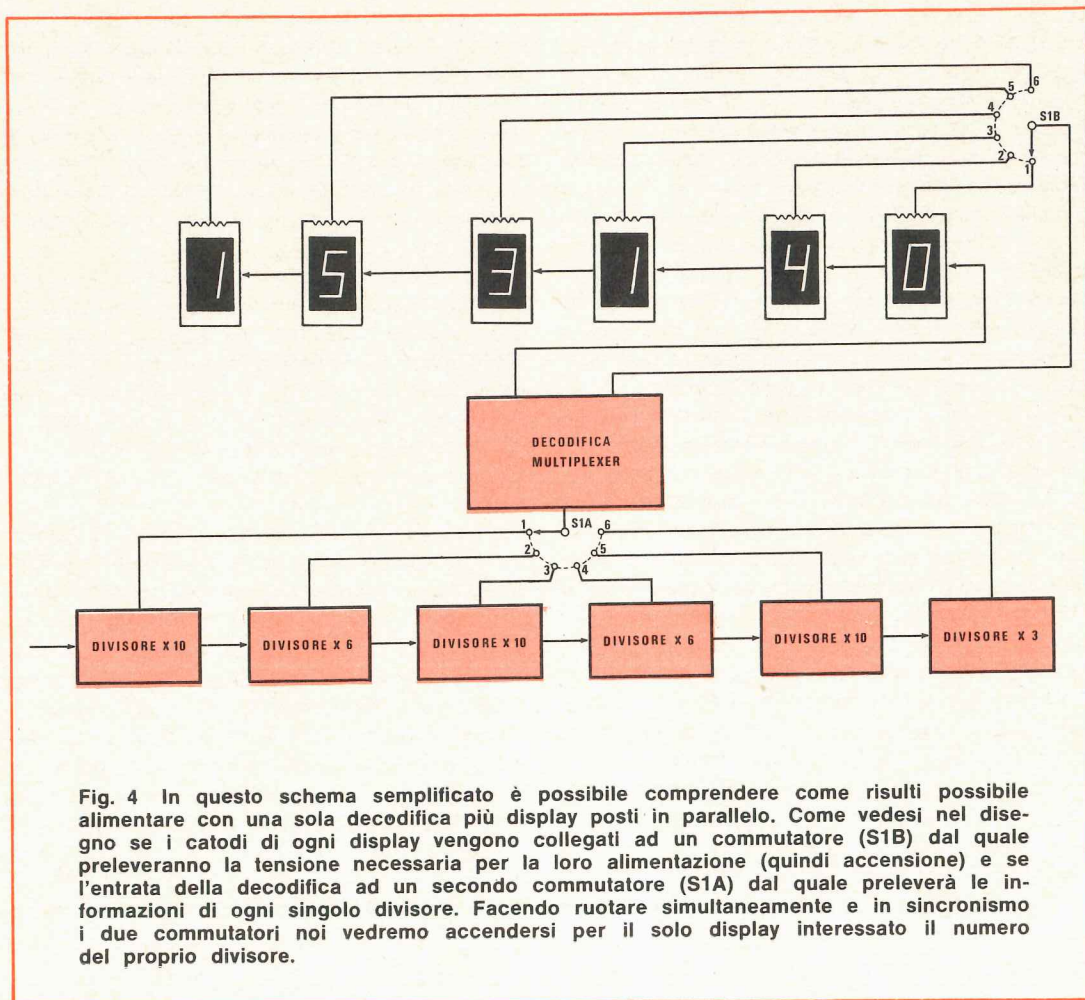 6
5
4
S1B
3
2
1
1 5 3 1 4 0
DECODIFICA
MULTIPLEXER
1 S1A 6
2 5
3 4
DIVISORE X 10 DIVISORE X 6 DIVISORE X 10 DIVISORE X 6 DIVISORE X 10 DIVISORE X 3
Fig. 4 In questo schema semplificato è possibile comprendere come risulti possibile
alimentare con una sola decodifica più display posti in parallelo. Come vedesi nel dise-
gno se i catodi di ogni display vengono collegati ad un commutatore (S1B) dal quale
preleveranno la tensione necessaria per la loro alimentazione (quindi accensione) e se
l'entrata della decodifica ad un secondo commutatore (S1A) dal quale preleverà le in-
formazioni di ogni singolo divisore. Facendo ruotare simultaneamente e in sincronismo
i due commutatori noi vedremo accendersi per il solo display interessato il numero
del proprio divisore.